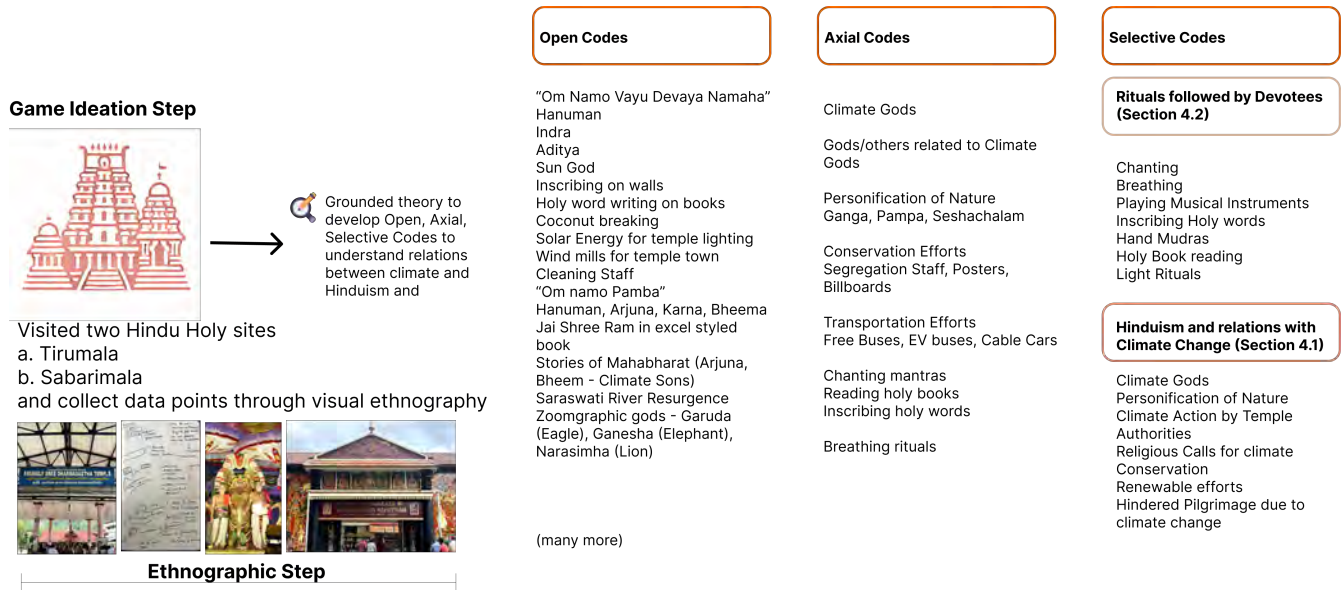 Game Ideation Step
Grounded theory to
develop Open, Axial,
Selective Codes to
understand relations
between climate and
Hinduism and
Visited two Hindu Holy sites
a. Tirumala
b. Sabarimala
and collect data points through visual ethnography
Ethnographic Step
Open Codes
“Om Namo Vayu Devaya Namaha”
Hanuman
Indra
Aditya
Sun God
Inscribing on walls
Holy word writing on books
Coconut breaking
Solar Energy for temple lighting
Wind mills for temple town
Cleaning Staff
“Om namo Pamba”
Hanuman, Arjuna, Karna, Bheema
Jai Shree Ram in excel styled
book
Stories of Mahabharat (Arjuna,
Bheem - Climate Sons)
Saraswati River Resurgence
Zoomgraphic gods - Garuda
(Eagle), Ganesha (Elephant),
Narasimha (Lion)
(many more)
Axial Codes
Climate Gods
Gods/others related to Climate
Gods
Personification of Nature
Ganga, Pampa, Seshachalam
Conservation Efforts
Segregation Staff, Posters,
Billboards
Transportation Efforts
Free Buses, EV buses, Cable Cars
Chanting mantras
Reading holy books
Inscribing holy words
Breathing rituals
Selective Codes
Rituals followed by Devotees
(Section 4.2)
Chanting
Breathing
Playing Musical Instruments
Inscribing Holy words
Hand Mudras
Holy Book reading
Light Rituals
Hinduism and relations with
Climate Change (Section 4.1)
Climate Gods
Personification of Nature
Climate Action by Temple
Authorities
Religious Calls for climate
Conservation
Renewable efforts
Hindered Pilgrimage due to
climate change